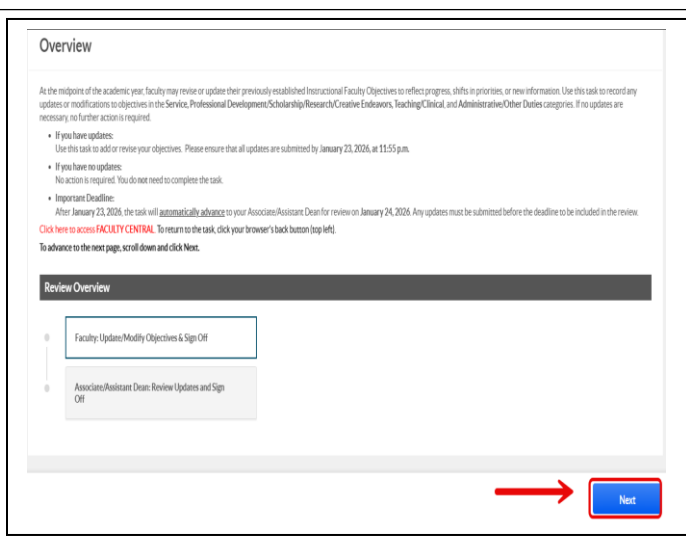 Overview
At the midpoint of the academic year, faculty may revise or update their previously established Instructional Faculty Objectives to reflect progress, shifts in priorities, or new information. Use this task to record any
updates or modifications to objectives in the Service, Professional Development/Scholarship/Research/Creative Endeavors, Teaching/Clinical, and Administrative/Other Duties categories. If no updates are
necessary, no further action is required.
• If you have updates:
Use this task to add or revise your objectives. Please ensure that all updates are submitted by January 23, 2026, at 11:55 p.m.
• If you have no updates:
No action is required. You do not need to complete the task.
• Important Deadline:
After January 23, 2026, the task will automatically advance to your Associate/Assistant Dean for review on January 24, 2026. Any updates must be submitted before the deadline to be included in the review.
Click here to access FACULTY CENTRAL. To return to the task, click your browser's back button (top left).
To advance to the next page, scroll down and click Next.
Review Overview
Faculty: Update/Modify Objectives & Sign Off
Associate/Assistant Dean: Review Updates and Sign
Off
Next